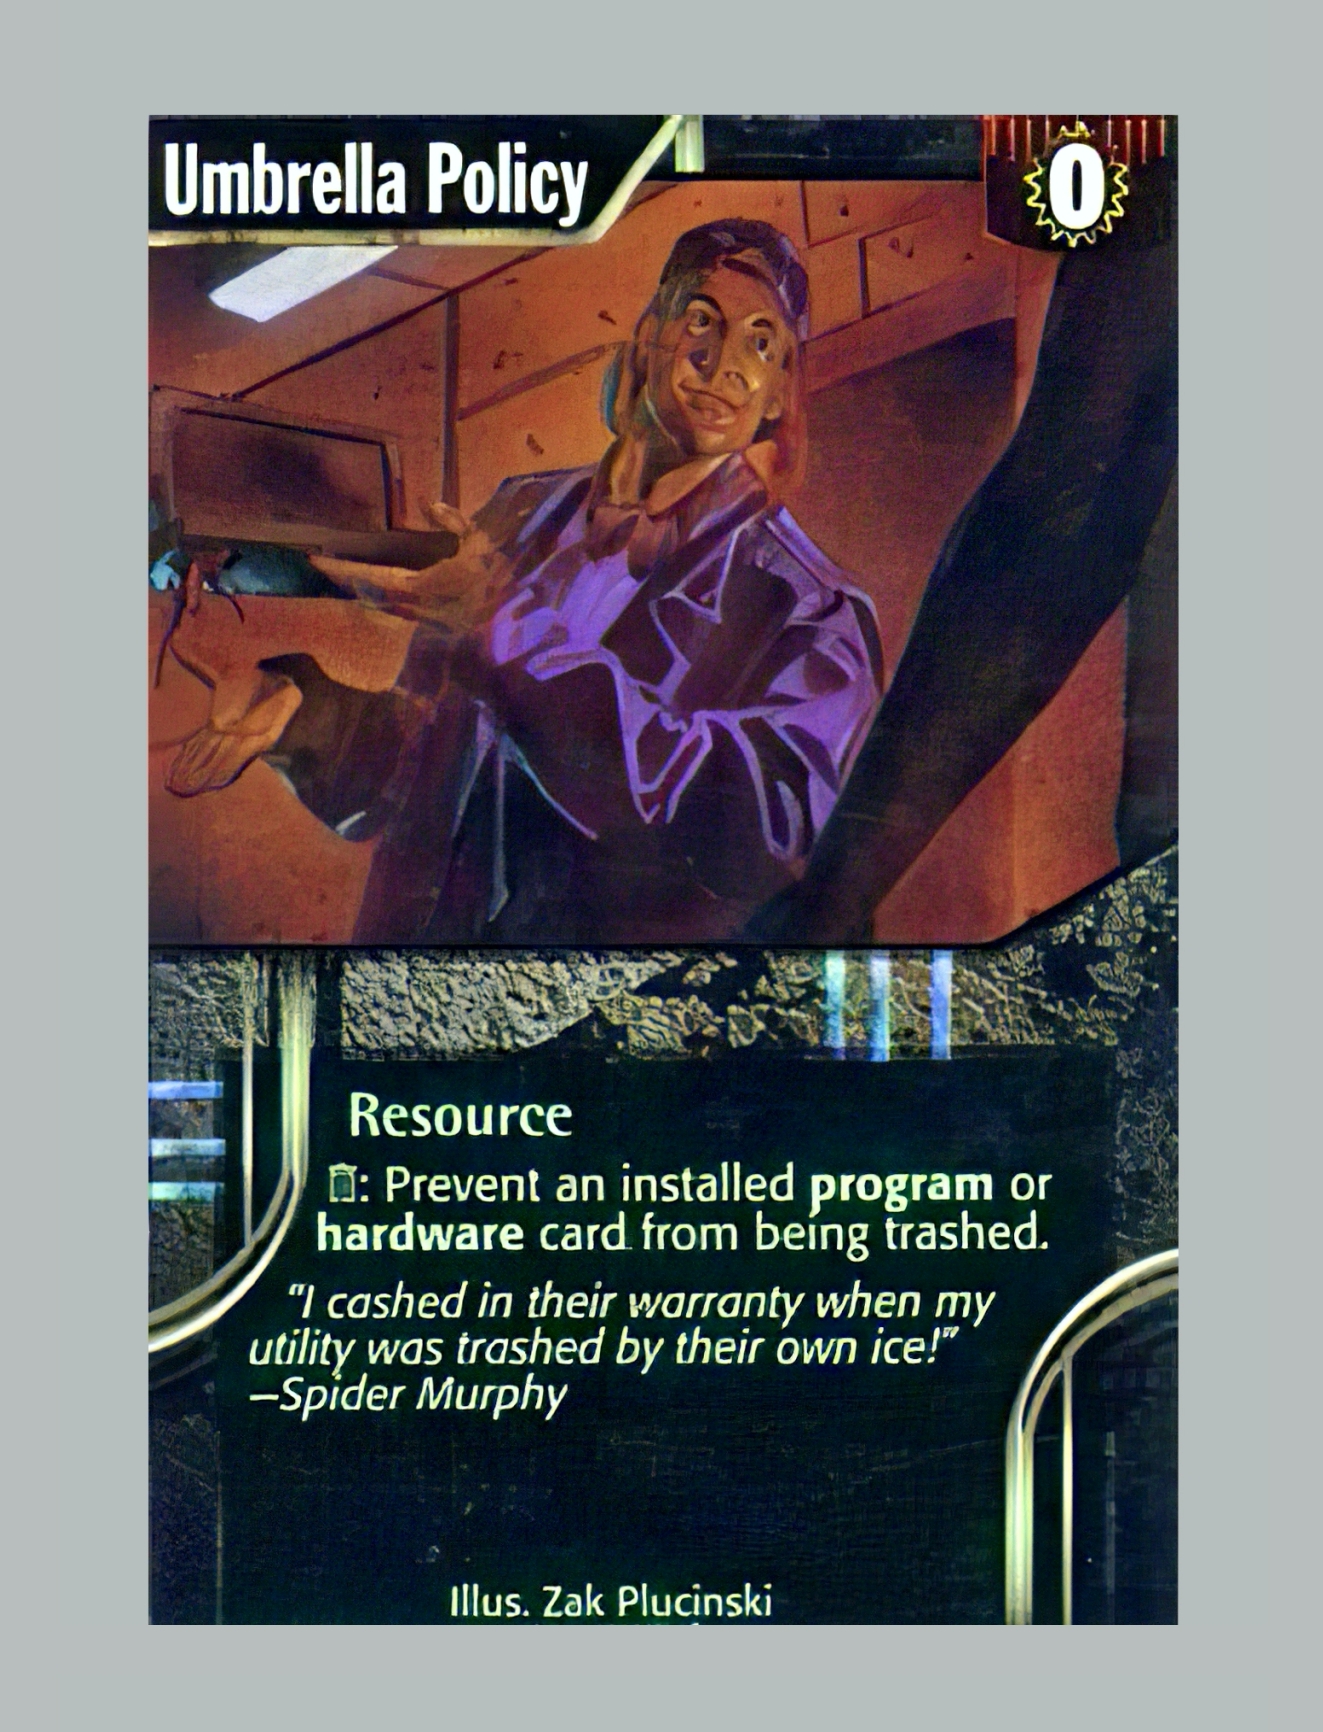 Umbrella Policy
0
Resource
: Prevent an installed program or
hardware card from being trashed.
"I cashed in their warranty when my
utility was trashed by their own ice!"
—Spider Murphy
Illus. Zak Plucinski